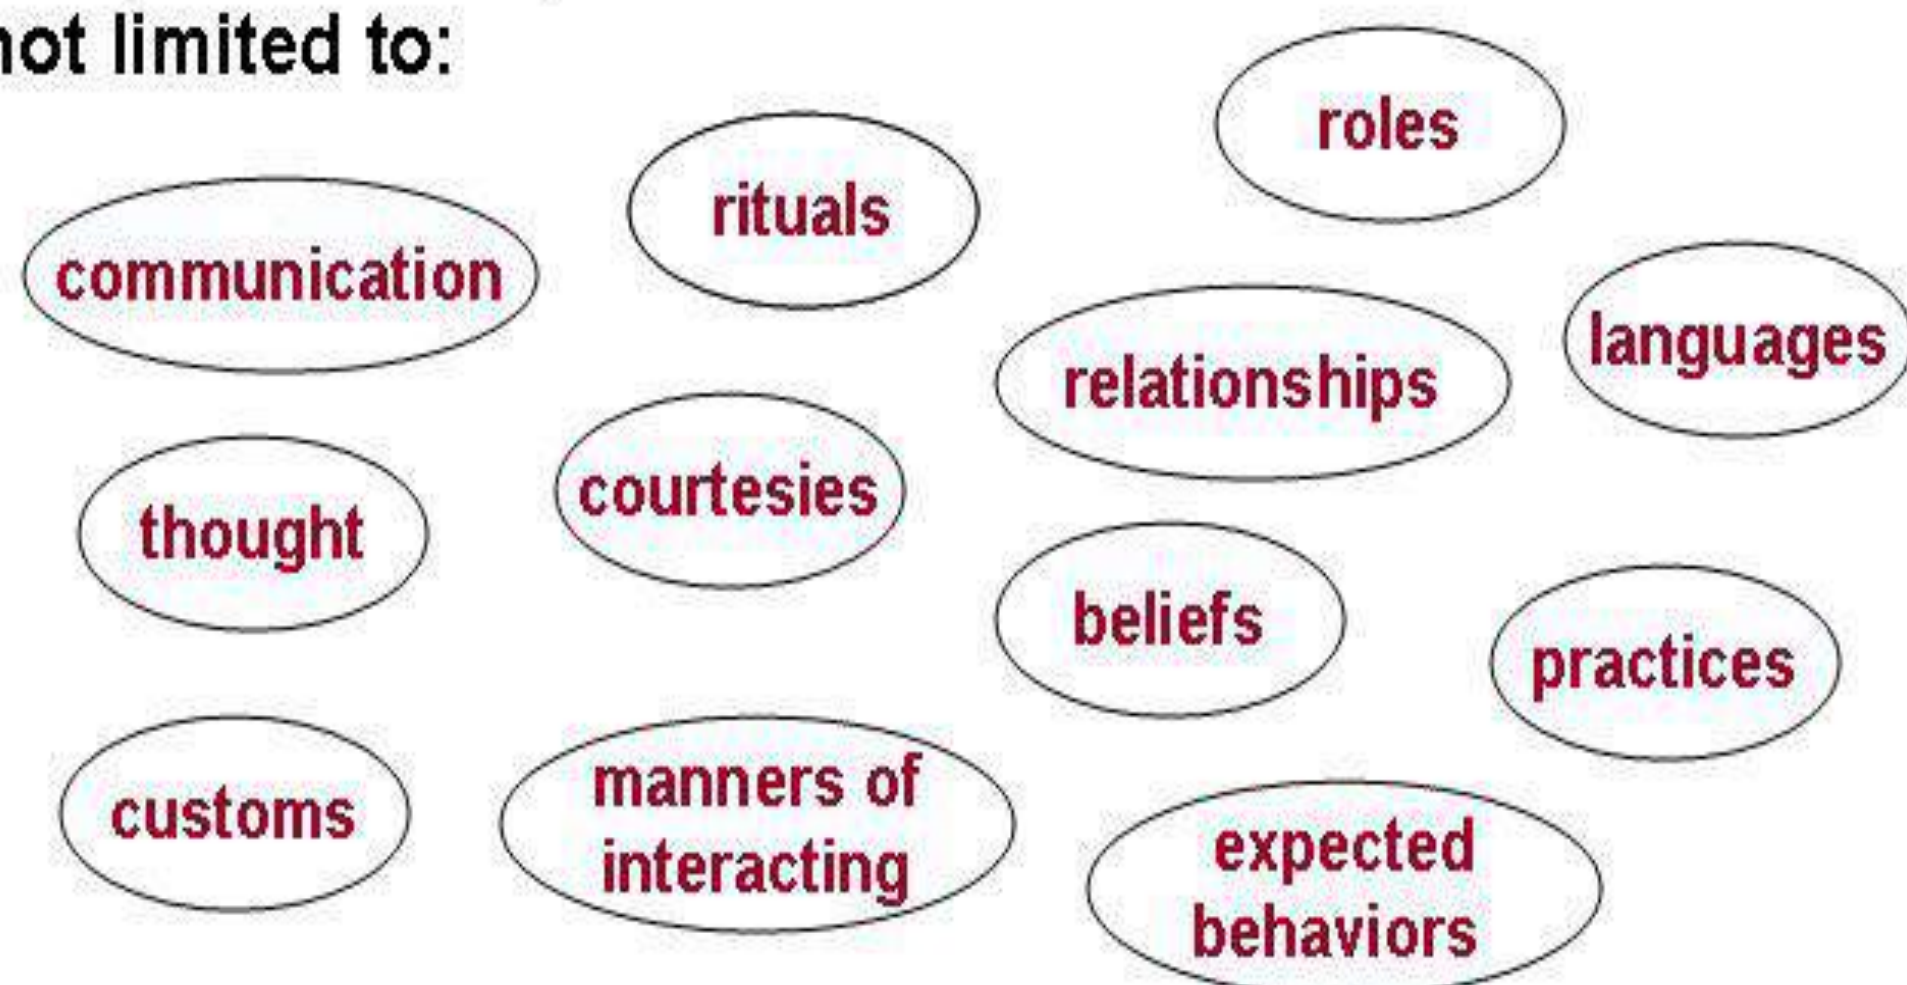 not limited to:
roles
rituals
communication
languages
relationships
courtesies
thought
beliefs
practices
customs
manners of
interacting
expected
behaviors